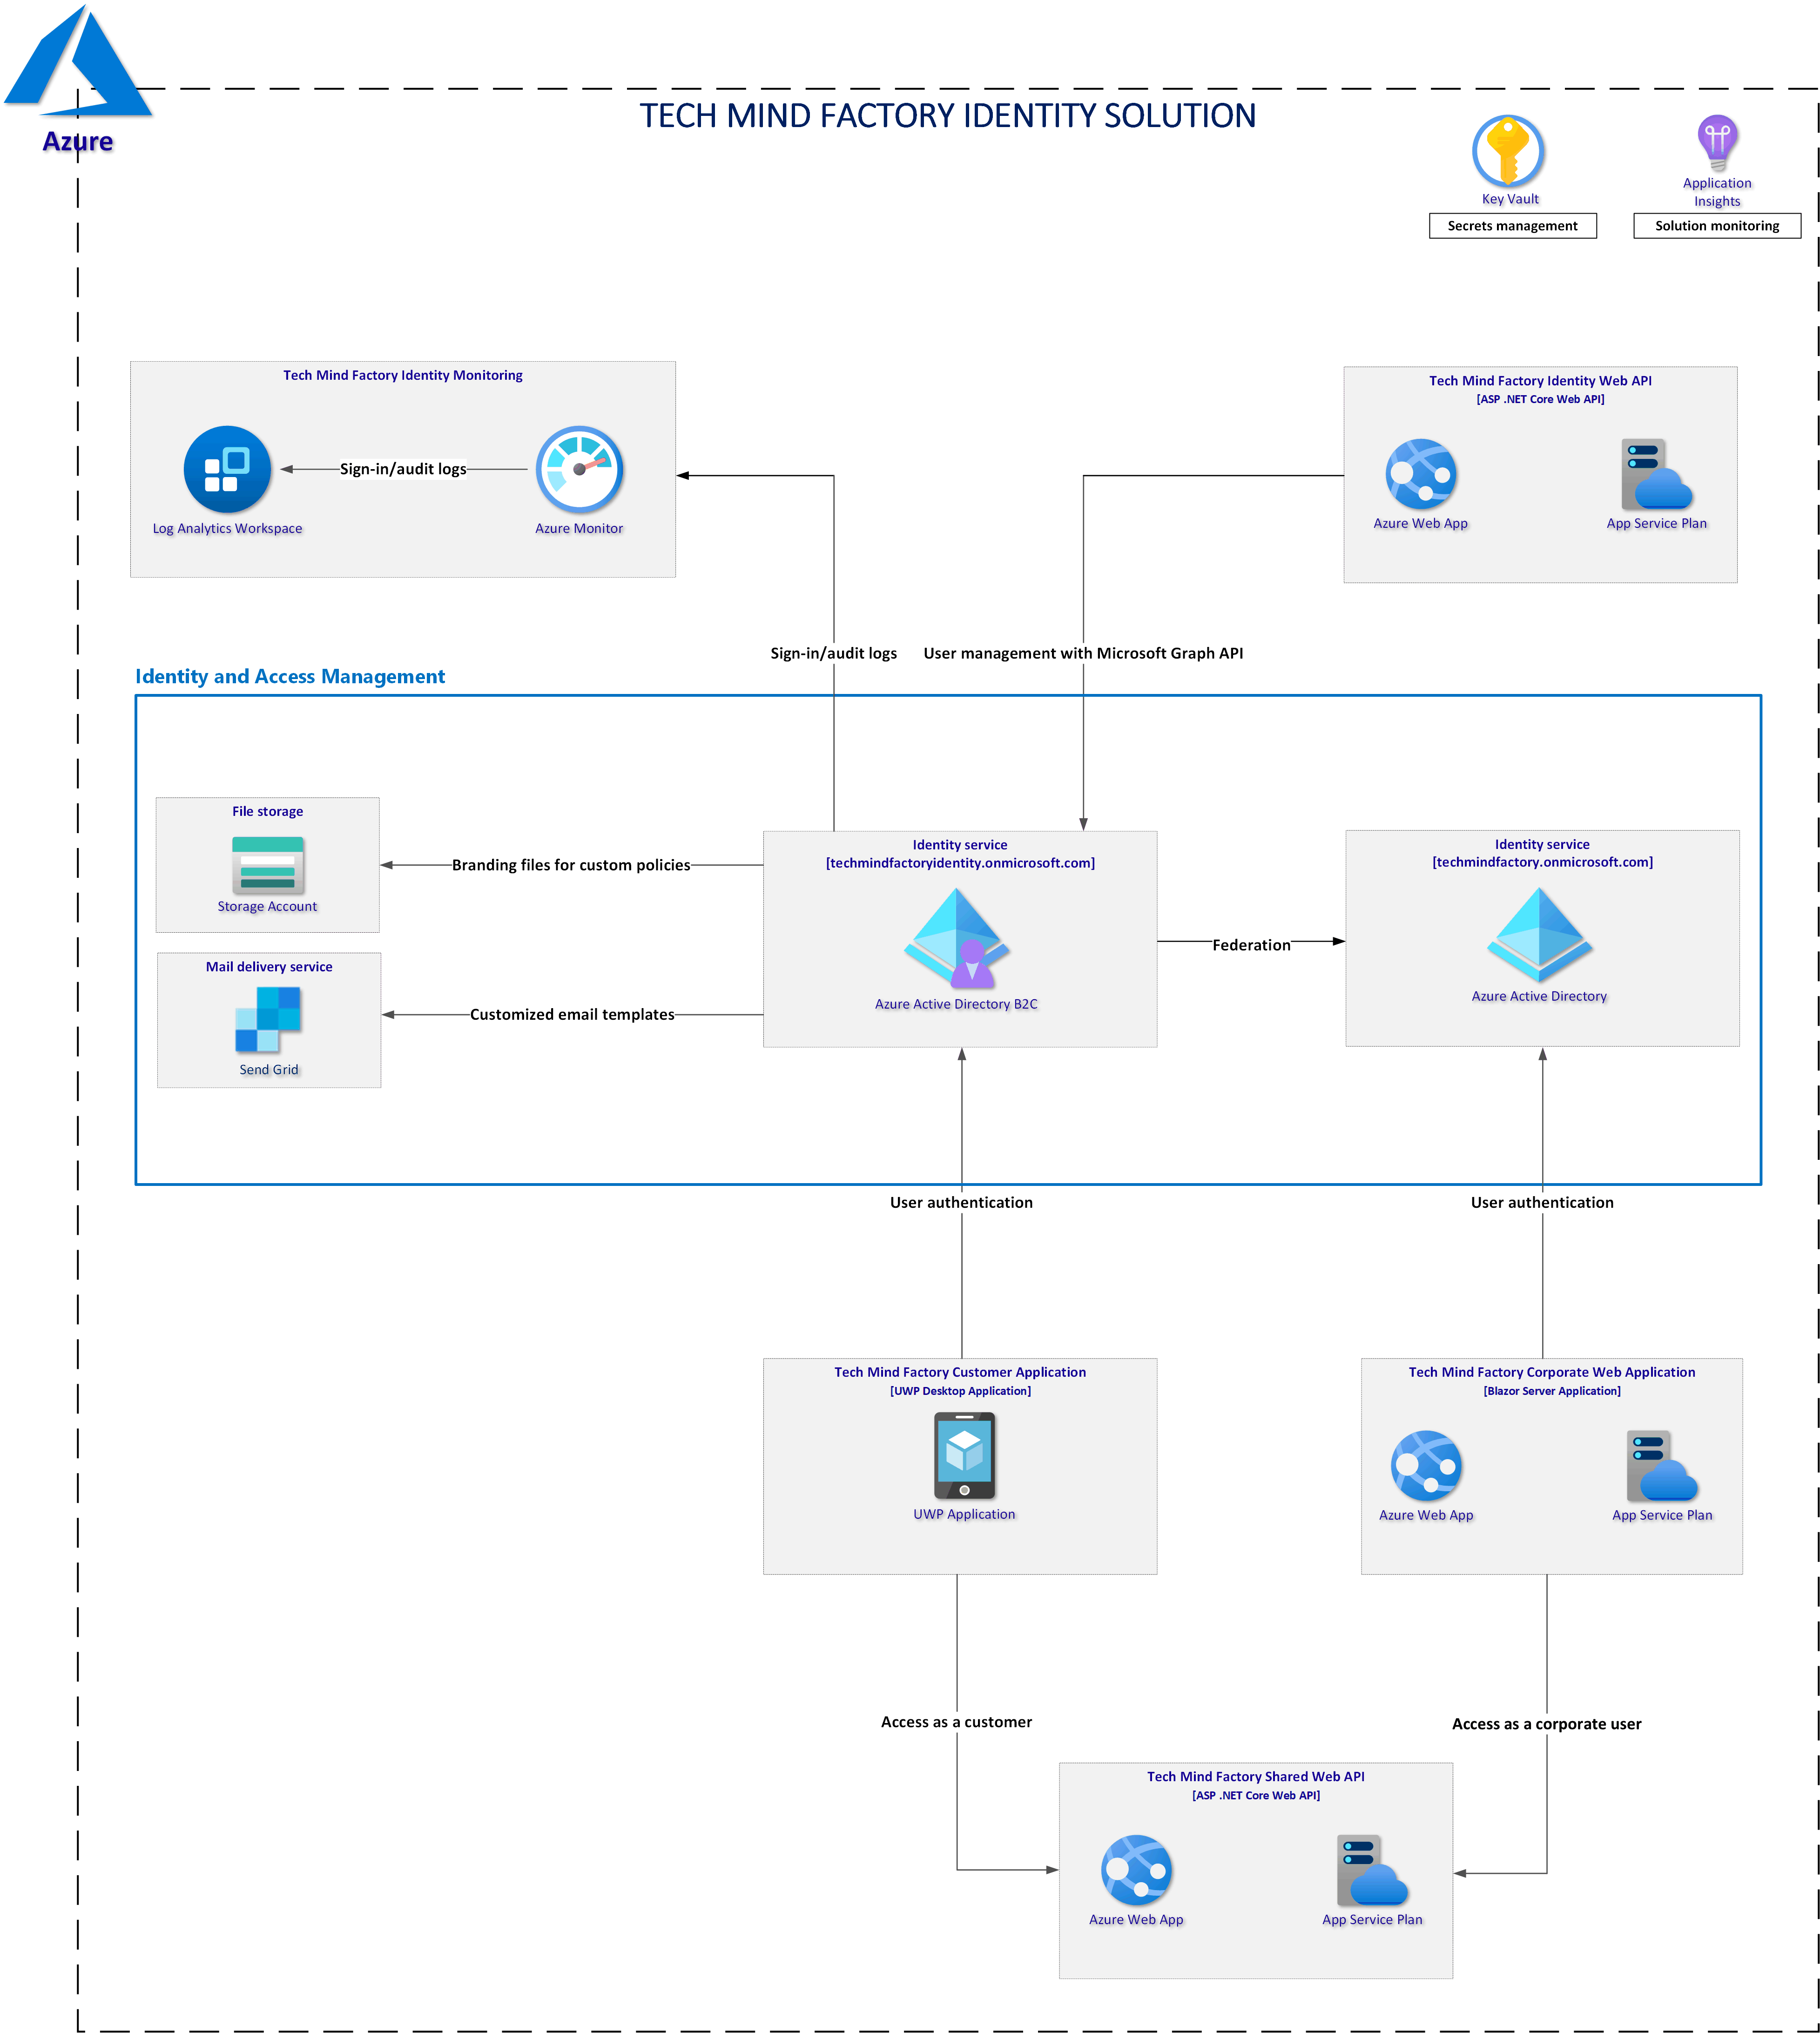 Azure
TECH MIND FACTORY IDENTITY SOLUTION
Key Vault
Secrets management
Application
Insights
Solution monitoring
Tech Mind Factory Identity Monitoring
Log Analytics Workspace
Sign-in/audit logs
Azure Monitor
Tech Mind Factory Identity Web API
[ASP .NET Core Web API]
Azure Web App
App Service Plan
Sign-in/audit logs
User management with Microsoft Graph API
Identity and Access Management
File storage
Storage Account
Branding files for custom policies
Mail delivery service
Send Grid
Customized email templates
Identity service
[techmindfactoryidentity.onmicrosoft.com]
Azure Active Directory B2C
Federation
Identity service
[techmindfactory.onmicrosoft.com]
Azure Active Directory
User authentication
User authentication
Tech Mind Factory Customer Application
[UWP Desktop Application]
UWP Application
Tech Mind Factory Corporate Web Application
[Blazor Server Application]
Azure Web App
App Service Plan
Access as a customer
Access as a corporate user
Tech Mind Factory Shared Web API
[ASP .NET Core Web API]
Azure Web App
App Service Plan